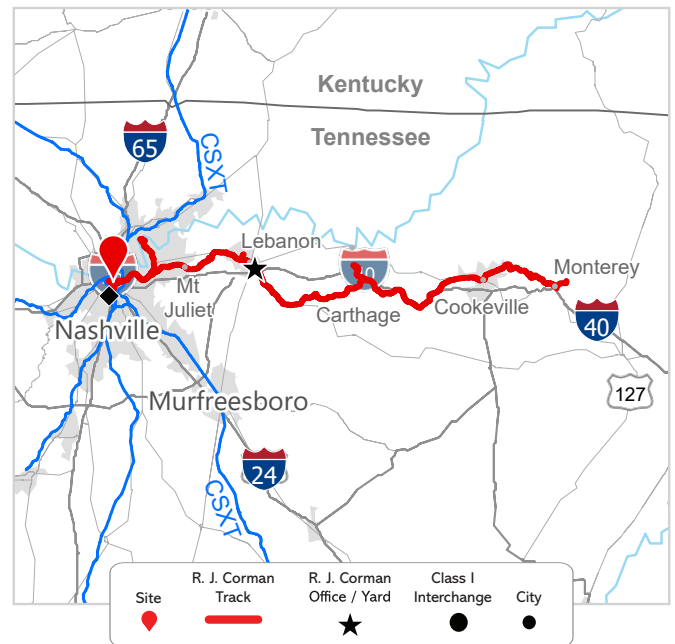 Kentucky
Tennessee
65
CSXT
Lebanon
Mt
Juliet
Monterey
Carthage
Cookeville
40
Nashville
127
Murfreesboro
24
CSXT
Site
R. J. Corman
Track
R. J. Corman
Office / Yard
Class I
Interchange
City